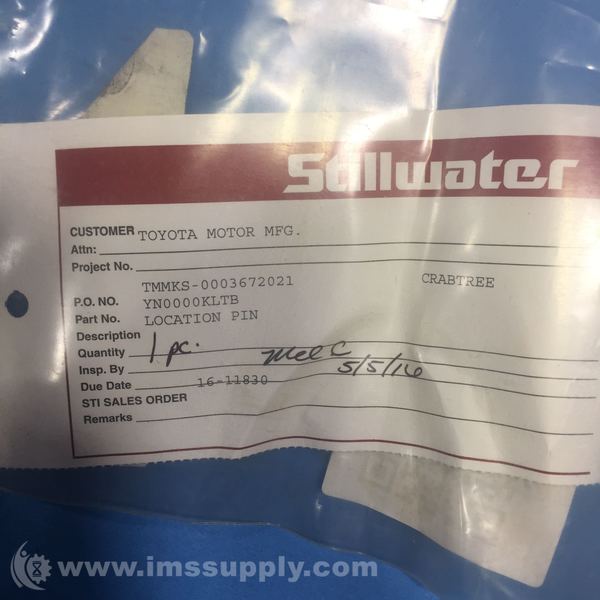 Stillwater
CUSTOMER TOYOTA MOTOR MFG.
Attn:
Project No.
TMMKS-0003672021 CRABTREE
P.O. NO. YN0000KLTB
Part No. LOCATION PIN
Description
Quantity 1 pc.
Insp. By Mel C 5/5/16
Due Date 16-11830
STI SALES ORDER
Remarks
www.imssupply.com